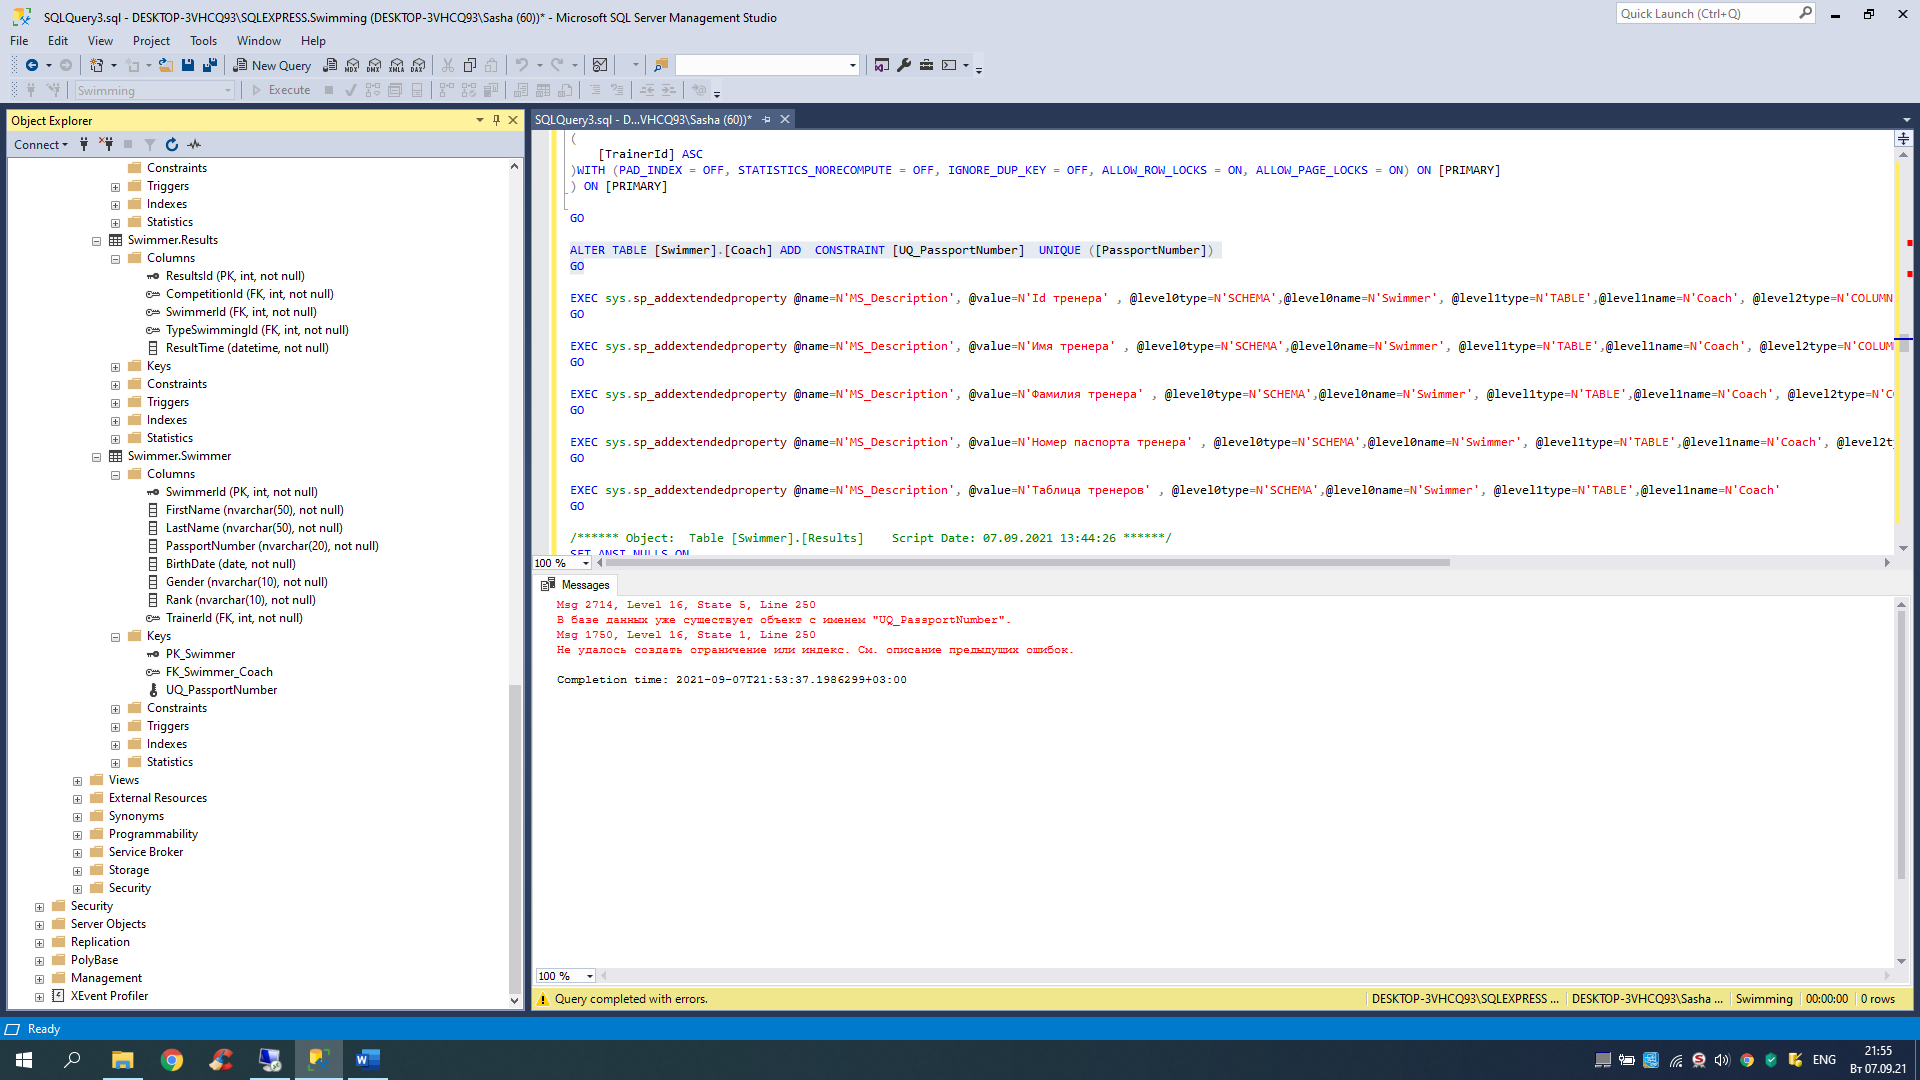 SQLQuery3.sql - DESKTOP-3VHCQ93\SQLEXPRESS.Swimming (DESKTOP-3VHCQ93\Sasha (60))* - Microsoft SQL Server Management Studio
Quick Launch (Ctrl+Q)
File Edit View Project Tools Window Help
New Query
MDX DMX XMLA DAX
Swimming
Execute
Object Explorer
SQLQuery3.sql - D...VHCQ93\Sasha (60))*
Connect
Constraints
Triggers
Indexes
Statistics
Swimmer.Results
Columns
ResultsId (PK, int, not null)
CompetitionId (FK, int, not null)
SwimmerId (FK, int, not null)
TypeSwimmingId (FK, int, not null)
ResultTime (datetime, not null)
Keys
Constraints
Triggers
Indexes
Statistics
Swimmer.Swimmer
Columns
SwimmerId (PK, int, not null)
FirstName (nvarchar(50), not null)
LastName (nvarchar(50), not null)
PassportNumber (nvarchar(20), not null)
BirthDate (date, not null)
Gender (nvarchar(10), not null)
Rank (nvarchar(10), not null)
TrainerId (FK, int, not null)
Keys
PK_Swimmer
FK_Swimmer_Coach
UQ_PassportNumber
Constraints
Triggers
Indexes
Statistics
Views
External Resources
Synonyms
Programmability
Service Broker
Storage
Security
Security
Server Objects
Replication
PolyBase
Management
XEvent Profiler
(
[TrainerId] ASC
)WITH (PAD_INDEX = OFF, STATISTICS_NORECOMPUTE = OFF, IGNORE_DUP_KEY = OFF, ALLOW_ROW_LOCKS = ON, ALLOW_PAGE_LOCKS = ON) ON [PRIMARY]
) ON [PRIMARY]
GO
ALTER TABLE [Swimmer].[Coach] ADD  CONSTRAINT [UQ_PassportNumber]  UNIQUE ([PassportNumber])
GO
EXEC sys.sp_addextendedproperty @name=N'MS_Description', @value=N'Id тренера' , @level0type=N'SCHEMA',@level0name=N'Swimmer', @level1type=N'TABLE',@level1name=N'Coach', @level2type=N'COLUMN
GO
EXEC sys.sp_addextendedproperty @name=N'MS_Description', @value=N'Имя тренера' , @level0type=N'SCHEMA',@level0name=N'Swimmer', @level1type=N'TABLE',@level1name=N'Coach', @level2type=N'COLUM
GO
EXEC sys.sp_addextendedproperty @name=N'MS_Description', @value=N'Фамилия тренера' , @level0type=N'SCHEMA',@level0name=N'Swimmer', @level1type=N'TABLE',@level1name=N'Coach', @level2type=N'CO
GO
EXEC sys.sp_addextendedproperty @name=N'MS_Description', @value=N'Номер паспорта тренера' , @level0type=N'SCHEMA',@level0name=N'Swimmer', @level1type=N'TABLE',@level1name=N'Coach', @level2t
GO
EXEC sys.sp_addextendedproperty @name=N'MS_Description', @value=N'Таблица тренеров' , @level0type=N'SCHEMA',@level0name=N'Swimmer', @level1type=N'TABLE',@level1name=N'Coach'
GO
/****** Object:  Table [Swimmer].[Results]    Script Date: 07.09.2021 13:44:26 ******/
SET ANSI_NULLS ON
100 %
Messages
Msg 2714, Level 16, State 5, Line 250
В базе данных уже существует объект с именем "UQ_PassportNumber".
Msg 1750, Level 16, State 1, Line 250
Не удалось создать ограничение или индекс. См. описание предыдущих ошибок.
Completion time: 2021-09-07T21:53:37.1986299+03:00
100 %
Query completed with errors.
DESKTOP-3VHCQ93\SQLEXPRESS ...
DESKTOP-3VHCQ93\Sasha ...
Swimming
00:00:00
0 rows
Ready
ENG
21:55
Вт 07.09.21